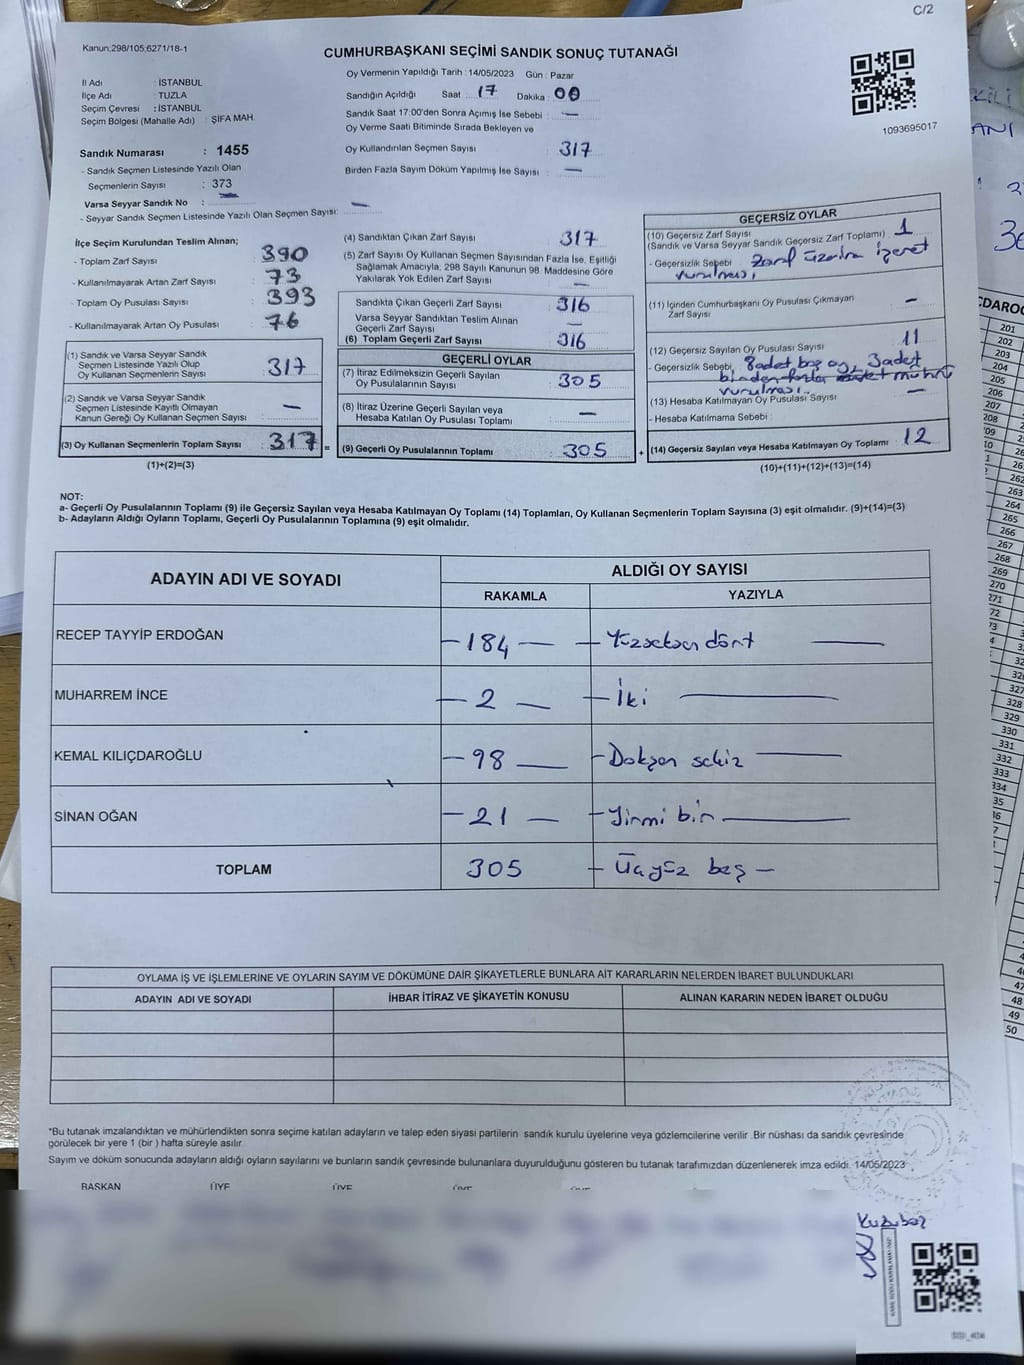 C/2
Kanun:298/105;6271/18-1
CUMHURBAŞKANI SEÇİMİ SANDIK SONUÇ TUTANAĞI
İl Adı : İSTANBUL
İlçe Adı : TUZLA
Seçim Çevresi : İSTANBUL
Seçim Bölgesi (Mahalle Adı) : ŞİFA MAH.
Sandık Numarası : 1455
- Sandık Seçmen Listesinde Yazılı Olan
Seçmenlerin Sayısı : 373
Varsa Seyyar Sandık No : —
- Seyyar Sandık Seçmen Listesinde Yazılı Olan Seçmen Sayısı: —
Oy Vermenin Yapıldığı Tarih : 14/05/2023 Gün : Pazar
Sandığın Açıldığı Saat : 17 Dakika : 00
Sandık Saat 17:00'den Sonra Açımış İse Sebebi : —
Oy Verme Saati Bitiminde Sırada Bekleyen ve
Oy Kullandırılan Seçmen Sayısı : 317
Birden Fazla Sayım Döküm Yapılmış İse Sayısı : —
1093695017
İlçe Seçim Kurulundan Teslim Alınan;
- Toplam Zarf Sayısı : 390
- Kullanılmayarak Artan Zarf Sayısı : 73
- Toplam Oy Pusulası Sayısı : 393
- Kullanılmayarak Artan Oy Pusulası : 76
(1) Sandık ve Varsa Seyyar Sandık
Seçmen Listesinde Yazılı Olup
Oy Kullanan Seçmenlerin Sayısı : 317
(2) Sandık ve Varsa Seyyar Sandık
Seçmen Listesinde Kayıtlı Olmayan
Kanun Gereği Oy Kullanan Seçmen Sayısı : —
(3) Oy Kullanan Seçmenlerin Toplam Sayısı : 317 =
(1)+(2)=(3)
(4) Sandıktan Çıkan Zarf Sayısı : 317
(5) Zarf Sayısı Oy Kullanan Seçmen Sayısından Fazla İse, Eşitliği
Sağlamak Amacıyla, 298 Sayılı Kanunun 98. Maddesine Göre
Yakılarak Yok Edilen Zarf Sayısı : —
Sandıkta Çıkan Geçerli Zarf Sayısı : 316
Varsa Seyyar Sandıktan Teslim Alınan
Geçerli Zarf Sayısı : —
(6) Toplam Geçerli Zarf Sayısı : 316
GEÇERLİ OYLAR
(7) İtiraz Edilmeksizin Geçerli Sayılan
Oy Pusulalarının Sayısı : 305
(8) İtiraz Üzerine Geçerli Sayılan veya
Hesaba Katılan Oy Pusulası Toplamı : —
(9) Geçerli Oy Pusulalarının Toplamı : 305 +
GEÇERSİZ OYLAR
(10) Geçersiz Zarf Sayısı : 1
(Sandık ve Varsa Seyyar Sandık Geçersiz Zarf Toplamı)
- Geçersizlik Sebebi : Zarf üzerine işaret
vurulması,
(11) İçinden Cumhurbaşkanı Oy Pusulası Çıkmayan
Zarf Sayısı : —
(12) Geçersiz Sayılan Oy Pusulası Sayısı : 11
- Geçersizlik Sebebi 8 adet boş oy, 3 adet
birden fazla mühür
vurulması..
(13) Hesaba Katılmayan Oy Pusulası Sayısı : —
- Hesaba Katılmama Sebebi :
(14) Geçersiz Sayılan veya Hesaba Katılmayan Oy Toplamı : 12
(10)+(11)+(12)+(13)=(14)
NOT:
a- Geçerli Oy Pusulalarının Toplamı (9) ile Geçersiz Sayılan veya Hesaba Katılmayan Oy Toplamı (14) Toplamları, Oy Kullanan Seçmenlerin Toplam Sayısına (3) eşit olmalıdır. (9)+(14)=(3)
b- Adayların Aldığı Oyların Toplamı, Geçerli Oy Pusulalarının Toplamına (9) eşit olmalıdır.
ADAYIN ADI VE SOYADI ALDIĞI OY SAYISI
RAKAMLA YAZIYLA
RECEP TAYYİP ERDOĞAN — 184 — — Yüzseksen dört —
MUHARREM İNCE — 2 — — İki —
KEMAL KILIÇDAROĞLU — 98 — — Doksan sekiz —
SİNAN OĞAN — 21 — — Yirmi bir —
TOPLAM 305 — Üçyüz beş —
OYLAMA İŞ VE İŞLEMLERİNE VE OYLARIN SAYIM VE DÖKÜMÜNE DAİR ŞİKAYETLERLE BUNLARA AİT KARARLARIN NELERDEN İBARET BULUNDUKLARI
ADAYIN ADI VE SOYADI İHBAR İTİRAZ VE ŞİKAYETİN KONUSU ALINAN KARARIN NEDEN İBARET OLDUĞU
*Bu tutanak imzalandıktan ve mühürlendikten sonra seçime katılan adayların ve talep eden siyasi partilerin sandık kurulu üyelerine veya gözlemcilerine verilir .Bir nüshası da sandık çevresinde
görülecek bir yere 1 (bir ) hafta süreyle asılır.
Sayım ve döküm sonucunda adayların aldığı oyların sayılarını ve bunların sandık çevresinde bulunanlara duyurulduğunu gösteren bu tutanak tarafımızdan düzenlenerek imza edildi. 14/05/2023
BAŞKAN ÜYE ÜYE ÜYE ÜYE